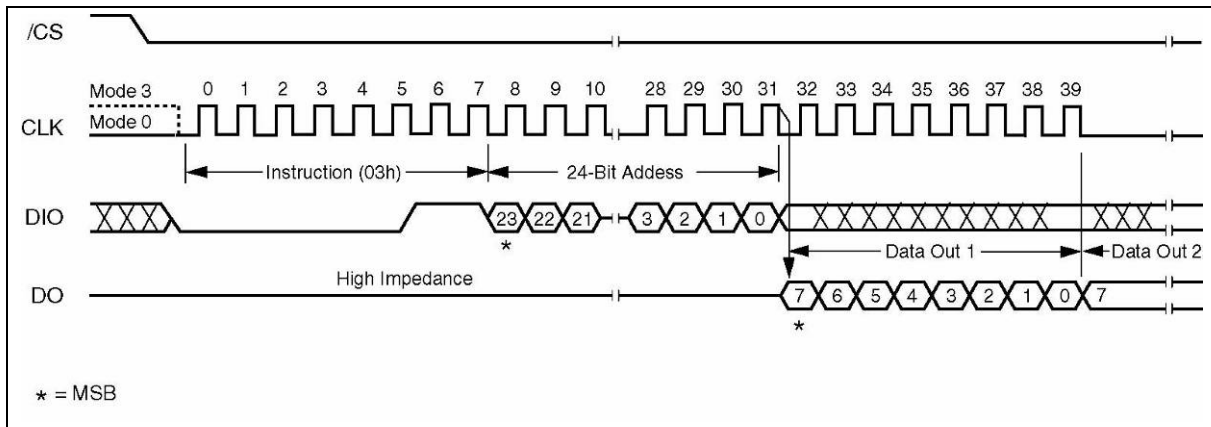 /CS
Mode 3
0 1 2 3 4 5 6 7 8 9 10 28 29 30 31 32 33 34 35 36 37 38 39
CLK
Mode 0
Instruction (03h)
24-Bit Addess
DIO
23 22 21 3 2 1 0
*
Data Out 1
Data Out 2
High Impedance
DO
7 6 5 4 3 2 1 0 7
*
* = MSB